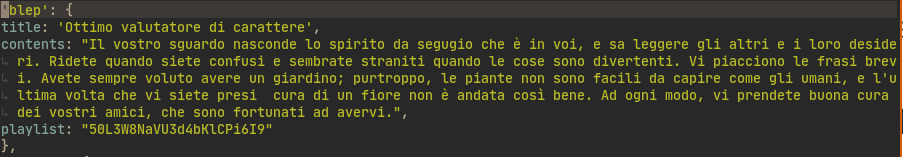 'blep': {
title: 'Ottimo valutatore di carattere',
contents: "Il vostro sguardo nasconde lo spirito da segugio che è in voi, e sa leggere gli altri e i loro deside
↳ ri. Ridete quando siete confusi e sembrate straniti quando le cose sono divertenti. Vi piacciono le frasi brev
↳ i. Avete sempre voluto avere un giardino; purtroppo, le piante non sono facili da capire come gli umani, e l'u
↳ ltima volta che vi siete presi  cura di un fiore non è andata così bene. Ad ogni modo, vi prendete buona cura
↳ dei vostri amici, che sono fortunati ad avervi.",
playlist: "50L3W8NaVU3d4bKlCPi6I9"
},